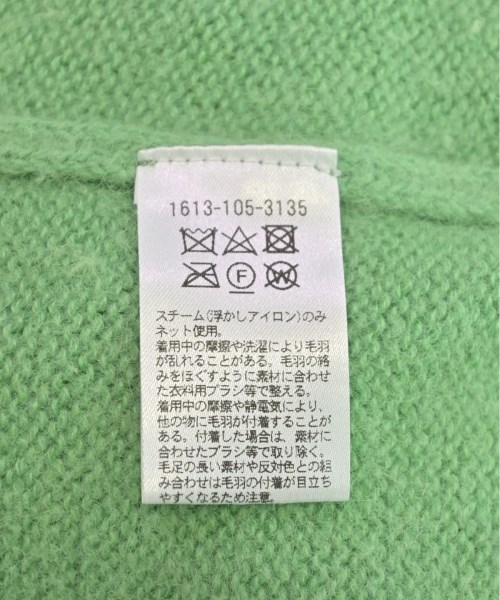 1613-105-3135
F
W
スチーム(浮かしアイロン)のみ
ネット使用。
着用中の摩擦や洗濯により毛羽
が乱れることがある。毛羽の絡
みをほぐすように素材に合わせ
た衣料用ブラシ等で整える。
着用中の摩擦や静電気により、
他の物に毛羽が付着することが
ある。付着した場合は、素材に
合わせたブラシ等で取り除く。
毛足の長い素材や反対色との組
み合わせは毛羽の付着が目立ち
やすくなるため注意。